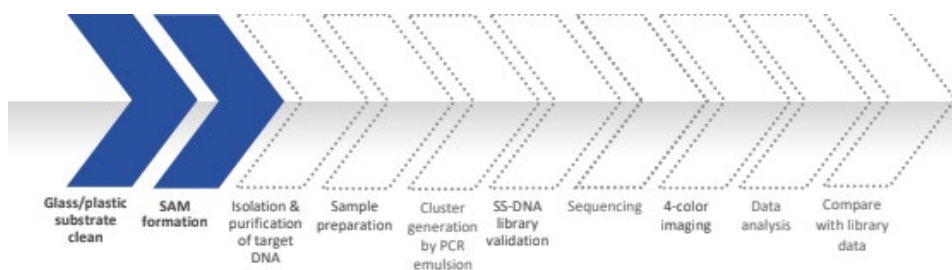 Glass/plastic
substrate
clean
SAM
formation
Isolation &
purification
of target
DNA
Sample
preparation
Cluster
generation
by PCR
emulsion
SS-DNA
library
validation
Sequencing
4-color
imaging
Data
analysis
Compare
with library
data